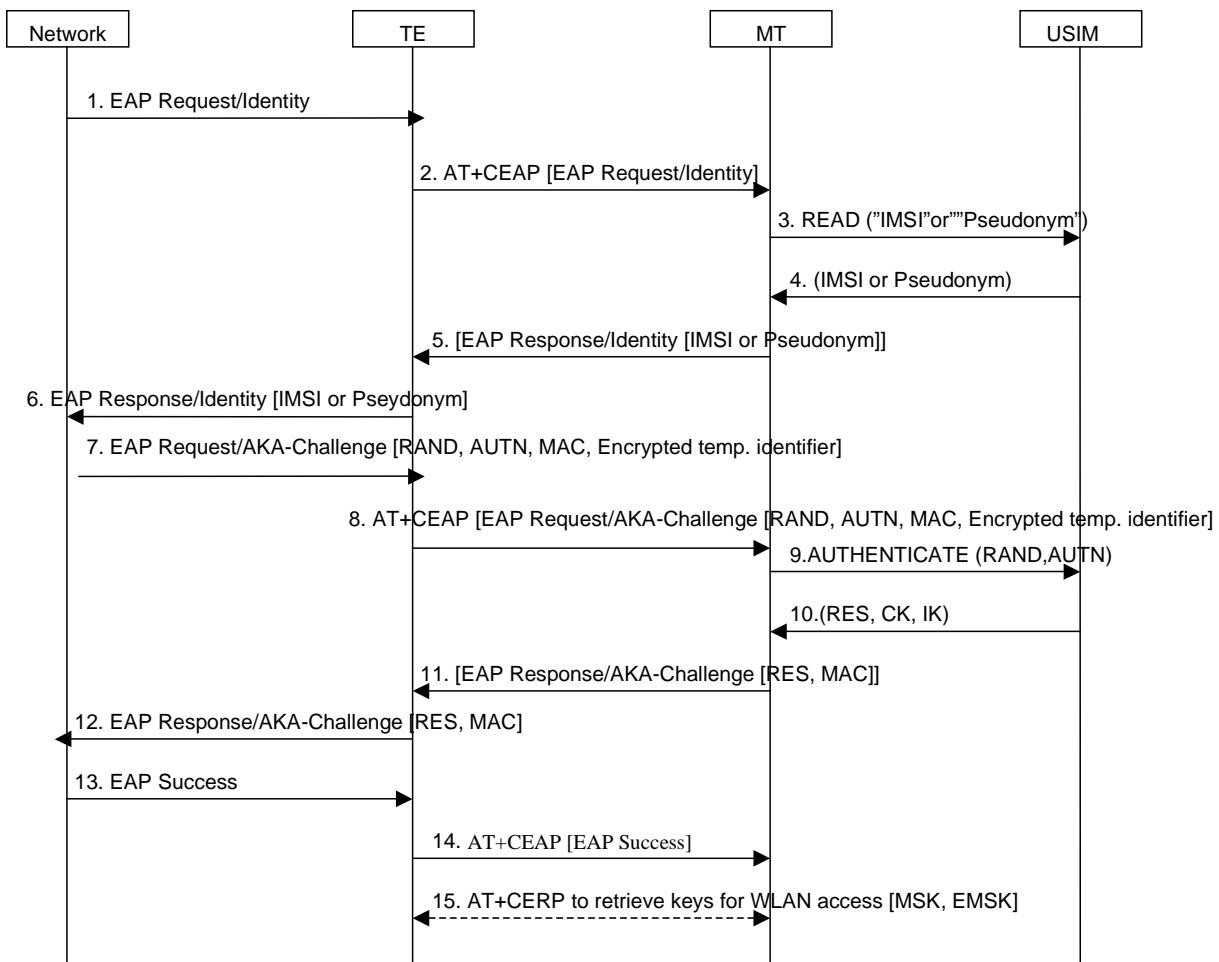 Network
TE
MT
USIM
1. EAP Request/Identity
2. AT+CEAP [EAP Request/Identity]
3. READ (”IMSI”or””Pseudonym”)
4. (IMSI or Pseudonym)
5. [EAP Response/Identity [IMSI or Pseudonym]]
6. EAP Response/Identity [IMSI or Pseydonym]
7. EAP Request/AKA-Challenge [RAND, AUTN, MAC, Encrypted temp. identifier]
8. AT+CEAP [EAP Request/AKA-Challenge [RAND, AUTN, MAC, Encrypted temp. identifier]
9.AUTHENTICATE (RAND,AUTN)
10.(RES, CK, IK)
11. [EAP Response/AKA-Challenge [RES, MAC]]
12. EAP Response/AKA-Challenge [RES, MAC]
13. EAP Success
14. AT+CEAP [EAP Success]
15. AT+CERP to retrieve keys for WLAN access [MSK, EMSK]